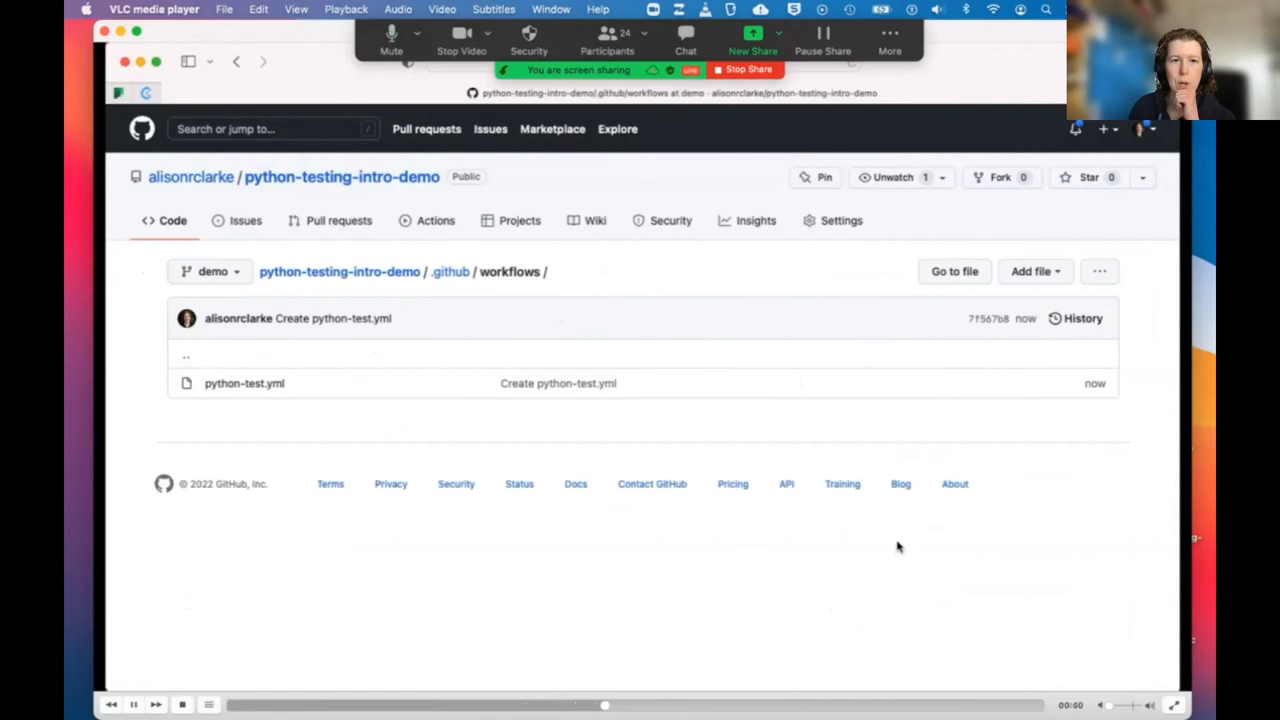 VLC media player File Edit View Playback Audio Video Subtitles Window Help
Mute Stop Video Security Participants 24 Chat New Share Pause Share More
You are screen sharing LIVE Stop Share
python-testing-intro-demo/.github/workflows at demo · alisonrclarke/python-testing-intro-demo
Search or jump to... / Pull requests Issues Marketplace Explore
alisonrclarke / python-testing-intro-demo Public Pin Unwatch 1 Fork 0 Star 0
<> Code Issues Pull requests Actions Projects Wiki Security Insights Settings
demo python-testing-intro-demo / .github / workflows / Go to file Add file ...
alisonrclarke Create python-test.yml 7f567b8 now History
..
python-test.yml Create python-test.yml now
© 2022 GitHub, Inc. Terms Privacy Security Status Docs Contact GitHub Pricing API Training Blog About
00:60